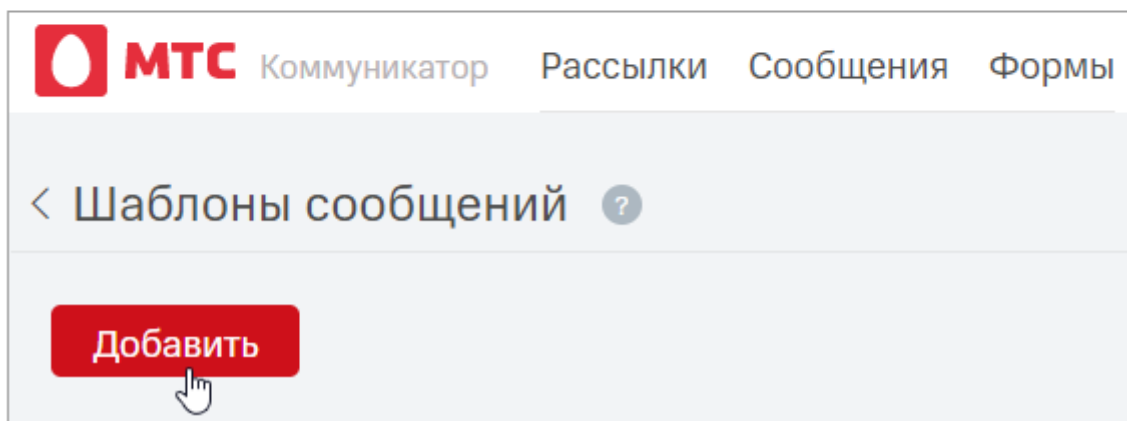 МТС Коммуникатор Рассылки Сообщения Формы
< Шаблоны сообщений ?
Добавить